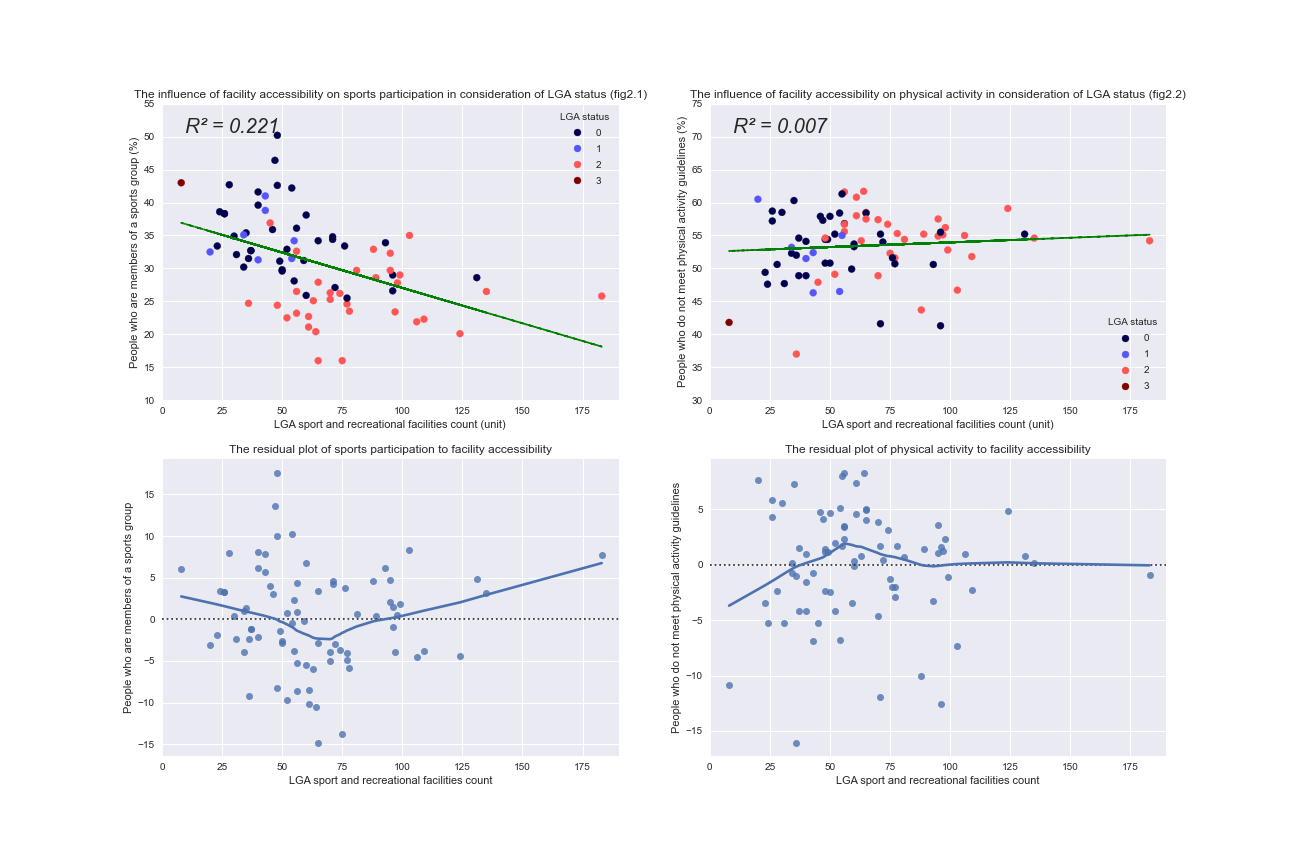 The influence of facility accessibility on sports participation in consideration of LGA status (fig2.1)
R² = 0.221
LGA status
0
1
2
3
People who are members of a sports group (%)
55
50
45
40
35
30
25
20
15
10
0 25 50 75 100 125 150 175
LGA sport and recreational facilities count (unit)
The influence of facility accessibility on physical activity in consideration of LGA status (fig2.2)
R² = 0.007
People who do not meet physical activity guidelines (%)
75
70
65
60
55
50
45
40
35
30
LGA status
0
1
2
3
0 25 50 75 100 125 150 175
LGA sport and recreational facilities count (unit)
The residual plot of sports participation to facility accessibility
People who are members of a sports group
15
10
5
0
−5
−10
−15
0 25 50 75 100 125 150 175
LGA sport and recreational facilities count
The residual plot of physical activity to facility accessibility
People who do not meet physical activity guidelines
5
0
−5
−10
−15
0 25 50 75 100 125 150 175
LGA sport and recreational facilities count